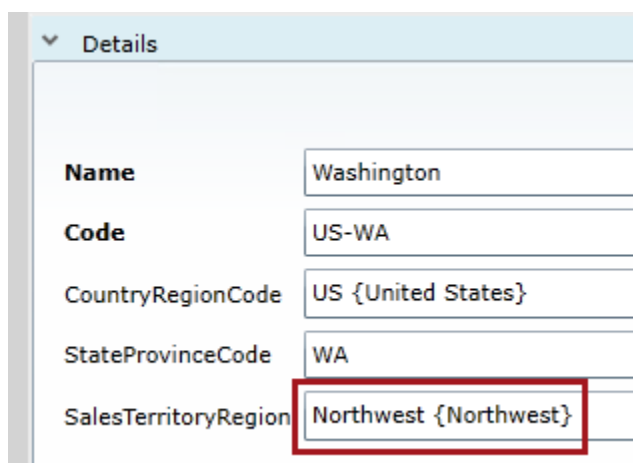 Details
Name Washington
Code US-WA
CountryRegionCode US {United States}
StateProvinceCode WA
SalesTerritoryRegion Northwest {Northwest}